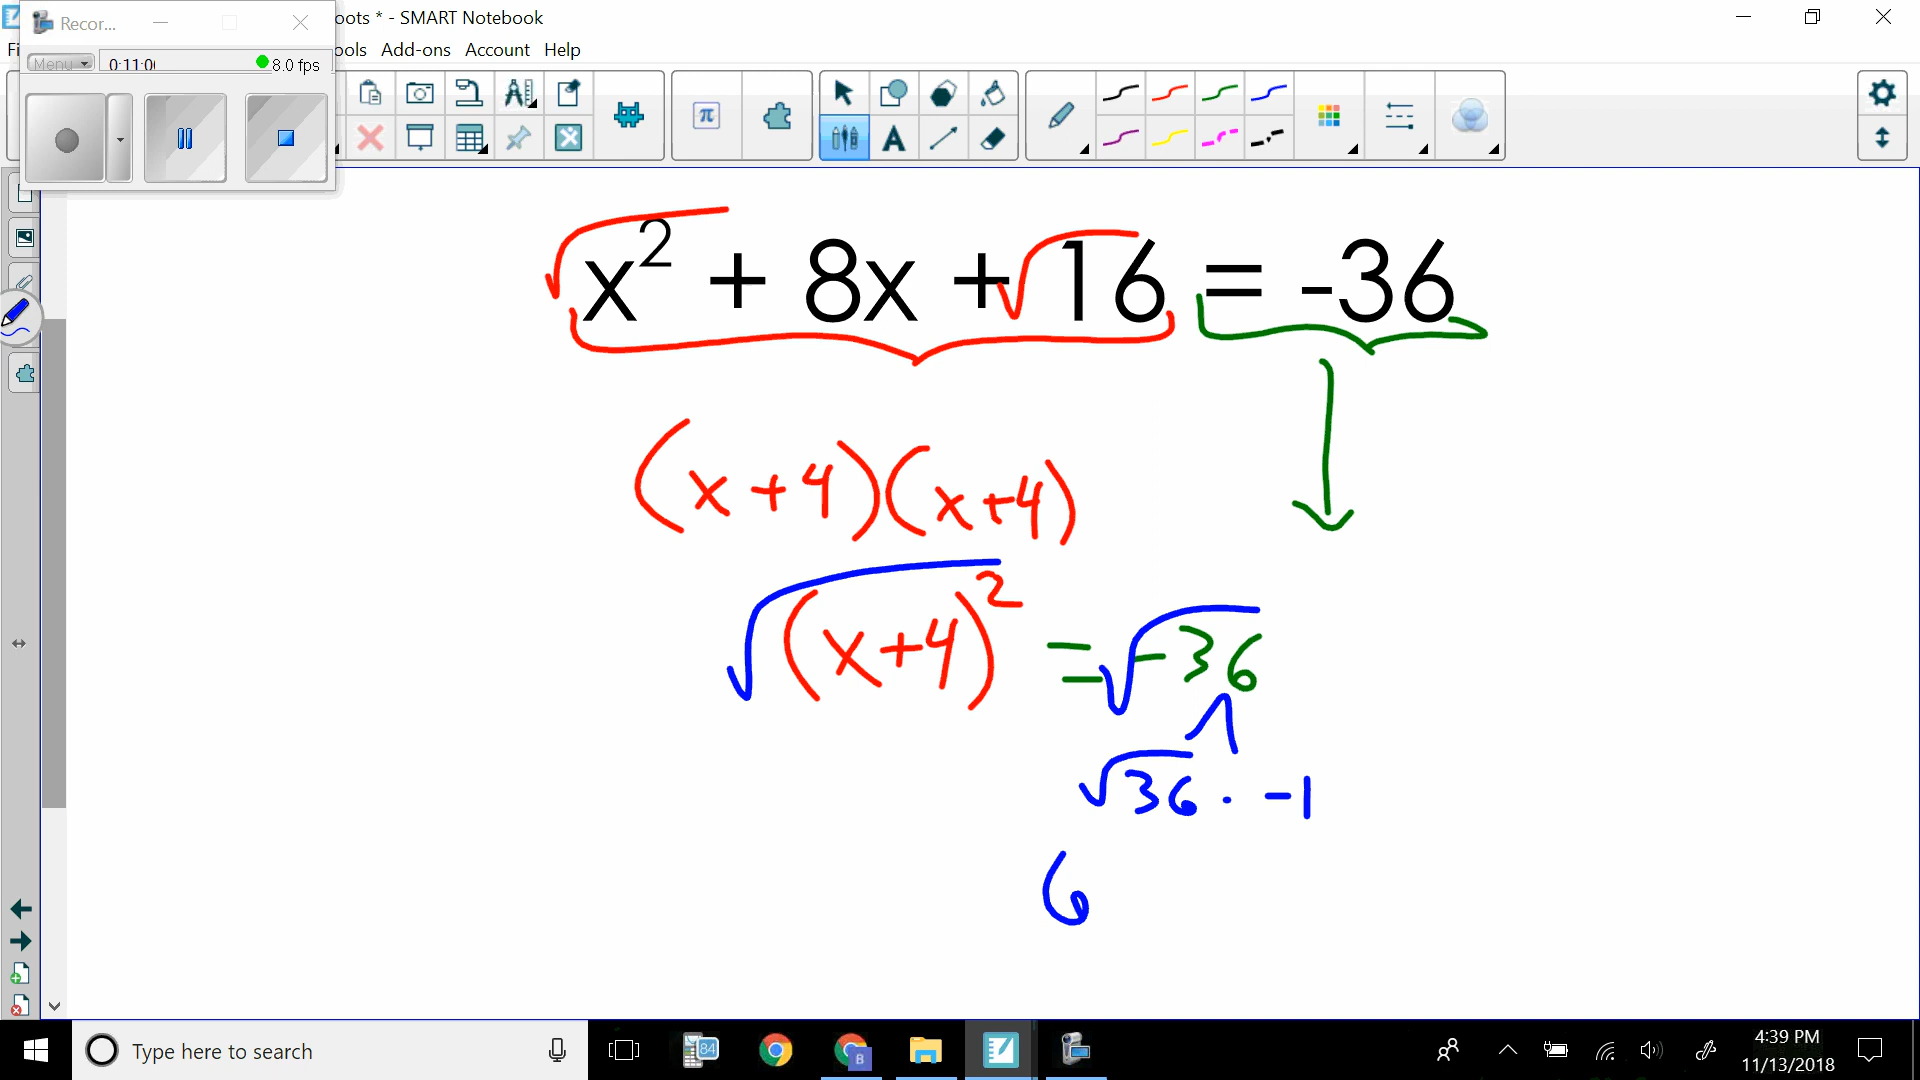 Recor...
oots * - SMART Notebook
Fi
ools Add-ons Account Help
Menu
0:11:06
8.0 fps
π
A
x² + 8x + √16 = -36
(x+4)(x+4)
√(x+4)² = √-36
√36 · -1
6
Type here to search
84
B
4:39 PM
11/13/2018